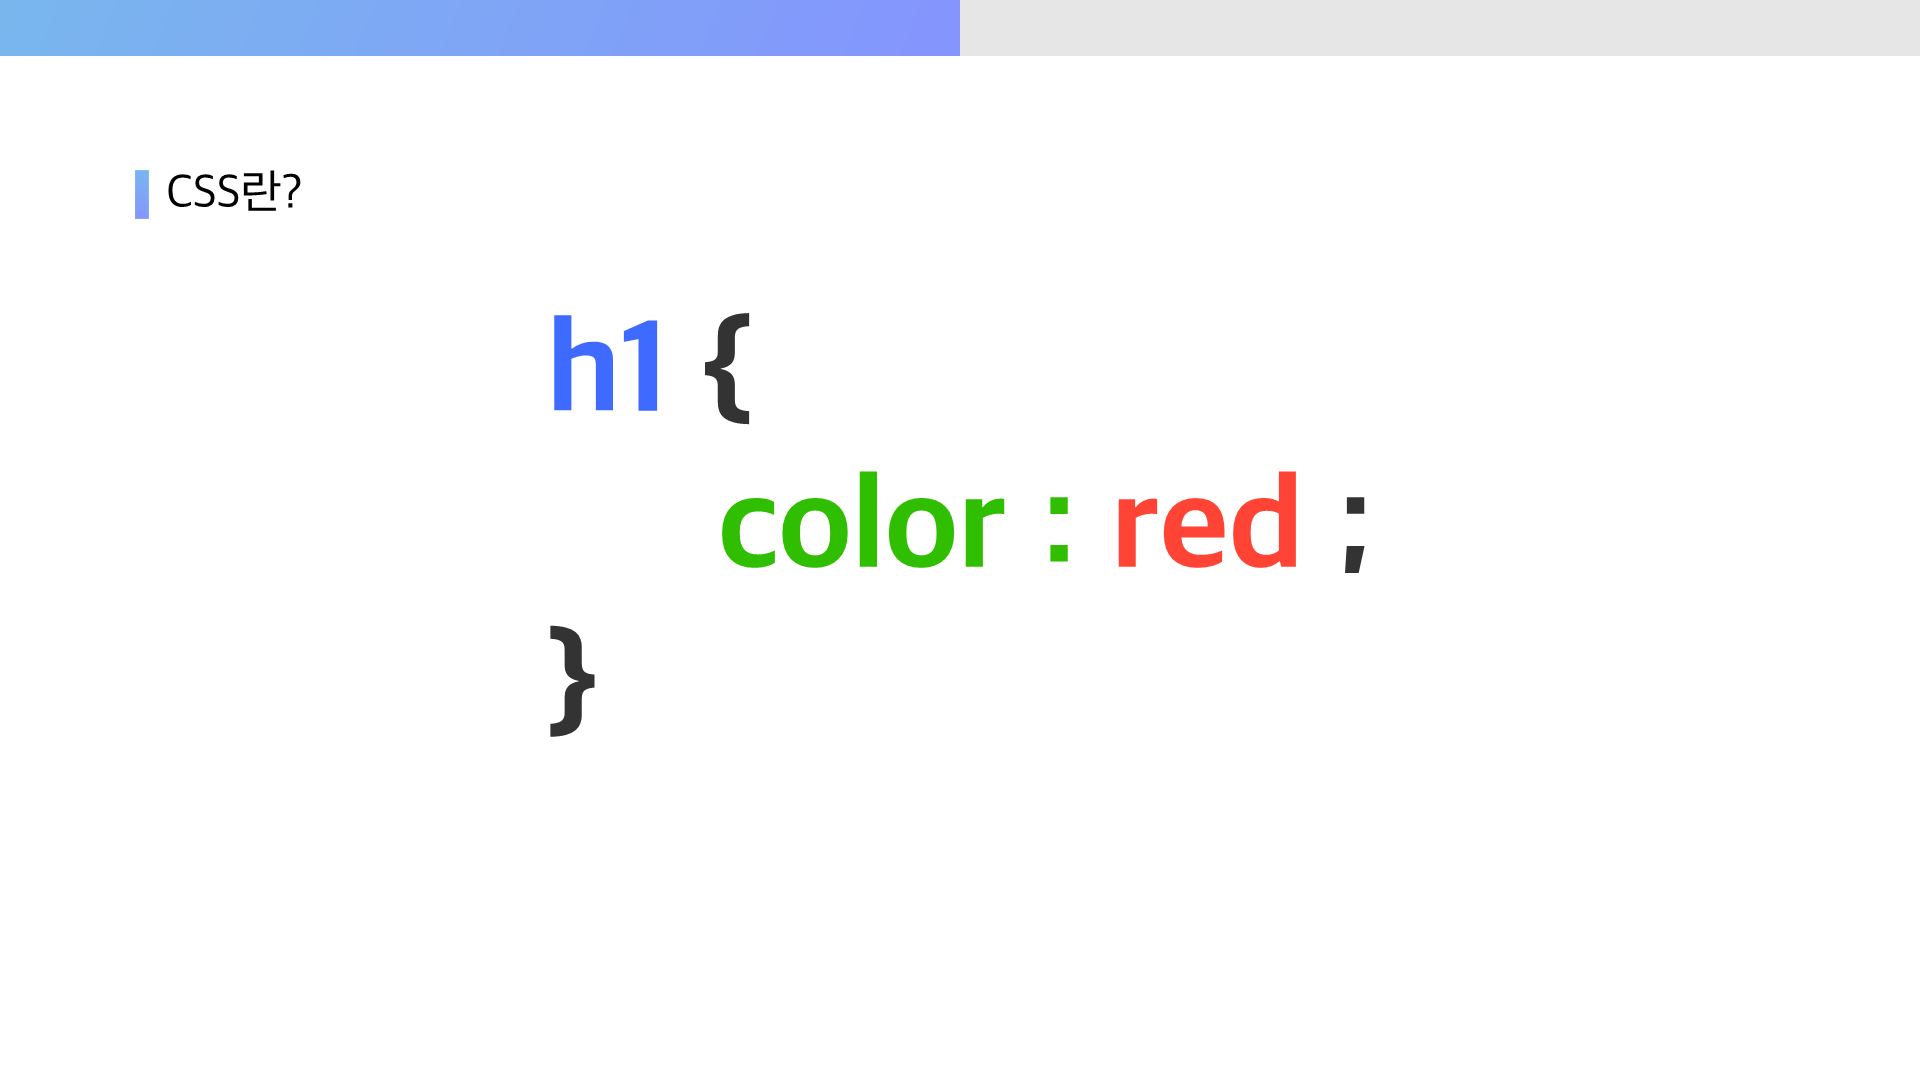 CSS란?
h1 {
color : red ;
}